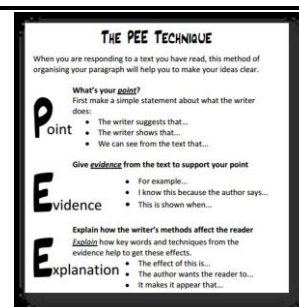 THE PEE TECHNIQUE
When you are responding to a text you have read, this method of
organising your paragraph will help you to make your ideas clear.
What's your point?
First make a simple statement about what the writer
does:
• The writer suggests that...
• The writer shows that...
• We can see from the text that...
Point
Give evidence from the text to support your point
• For example...
• I know this because the author says...
• This is shown when...
Evidence
Explain how the writer's methods affect the reader
Explain how key words and techniques from the
evidence help to get these effects.
• The effect of this is...
• The author wants the reader to...
• It makes it appear that...
Explanation